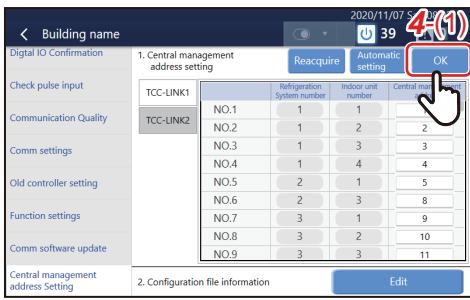 2020/11/07 S
Building name
39
4-(1)
Digtal IO Confirmation
Check pulse input
Communication Quality
Comm settings
Old controller setting
Function settings
Comm software update
Central management
address Setting
1. Central management
address setting
Reacquire
Automatic
setting
OK
TCC-LINK1
TCC-LINK2
Refrigeration
System number
Indoor unit
number
Central management
NO.1 1 1
NO.2 1 2 2
NO.3 1 3 3
NO.4 1 4 4
NO.5 2 1 5
NO.6 2 3 8
NO.7 3 1 9
NO.8 3 2 10
NO.9 3 3 11
2. Configuration file information
Edit